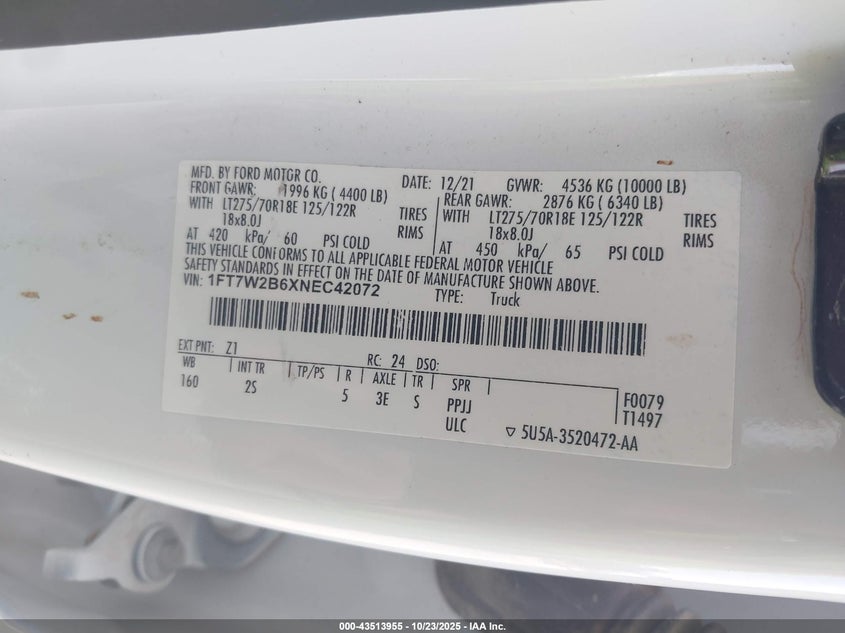 MFD. BY FORD MOTOR CO.
DATE: 12/21 GVWR: 4536 KG (10000 LB)
FRONT GAWR: 1996 KG ( 4400 LB)
REAR GAWR: 2876 KG ( 6340 LB)
WITH LT275/70R18E 125/122R TIRES
WITH LT275/70R18E 125/122R TIRES
18x8.0J RIMS
18x8.0J RIMS
AT 420 kPa/ 60 PSI COLD
AT 450 kPa/ 65 PSI COLD
THIS VEHICLE CONFORMS TO ALL APPLICABLE FEDERAL MOTOR VEHICLE
SAFETY STANDARDS IN EFFECT ON THE DATE OF MANUFACTURE SHOWN ABOVE.
VIN: 1FT7W2B6XNEC42072
TYPE: Truck
EXT PNT: Z1 RC: 24 DSO:
WB INT TR TP/PS R AXLE TR SPR
160 2S 5 3E S PPJJ
ULC
F0079
T1497
5U5A-3520472-AA
000-43513955 - 10/23/2025 - IAA Inc.